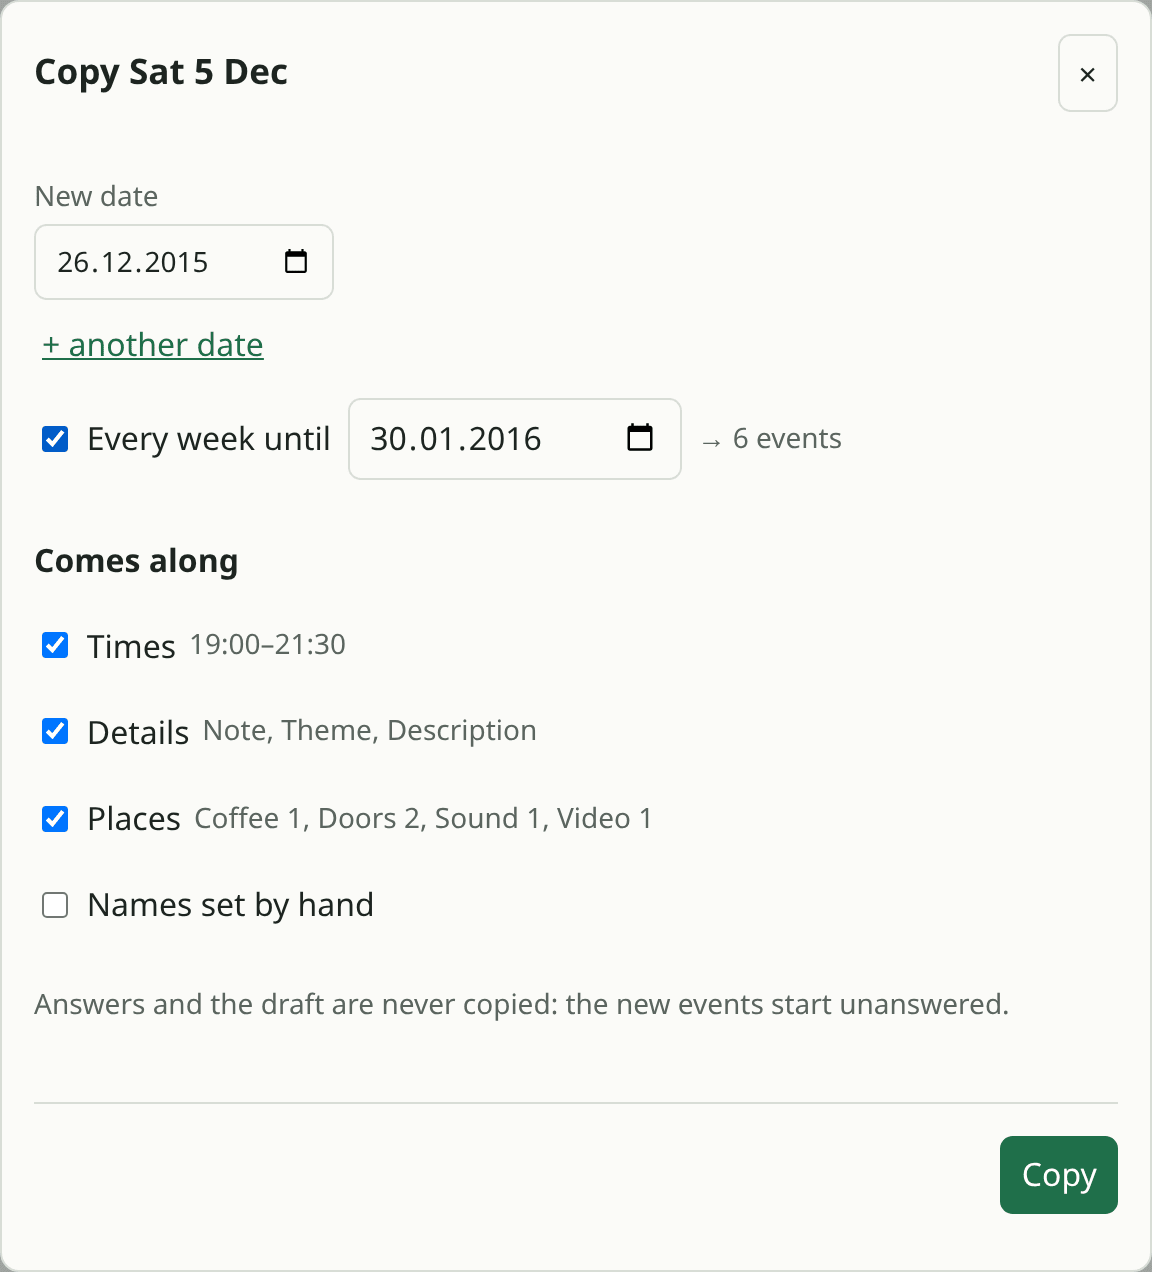 Copy Sat 5 Dec ×
New date
26.12.2015
+ another date
Every week until 30.01.2016 → 6 events
Comes along
Times 19:00–21:30
Details Note, Theme, Description
Places Coffee 1, Doors 2, Sound 1, Video 1
Names set by hand
Answers and the draft are never copied: the new events start unanswered.
Copy